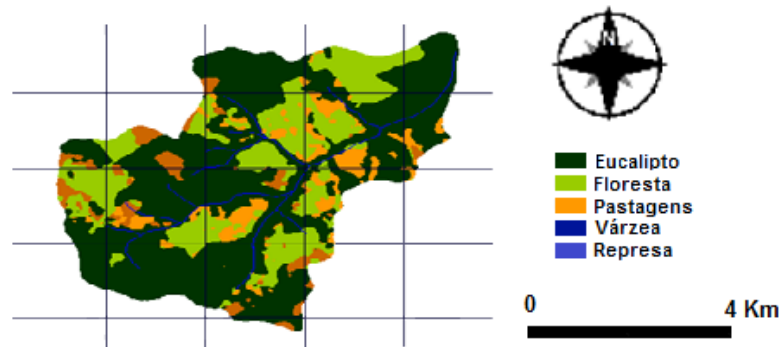 N
Eucalipto
Floresta
Pastagens
Várzea
Represa
0 4 Km